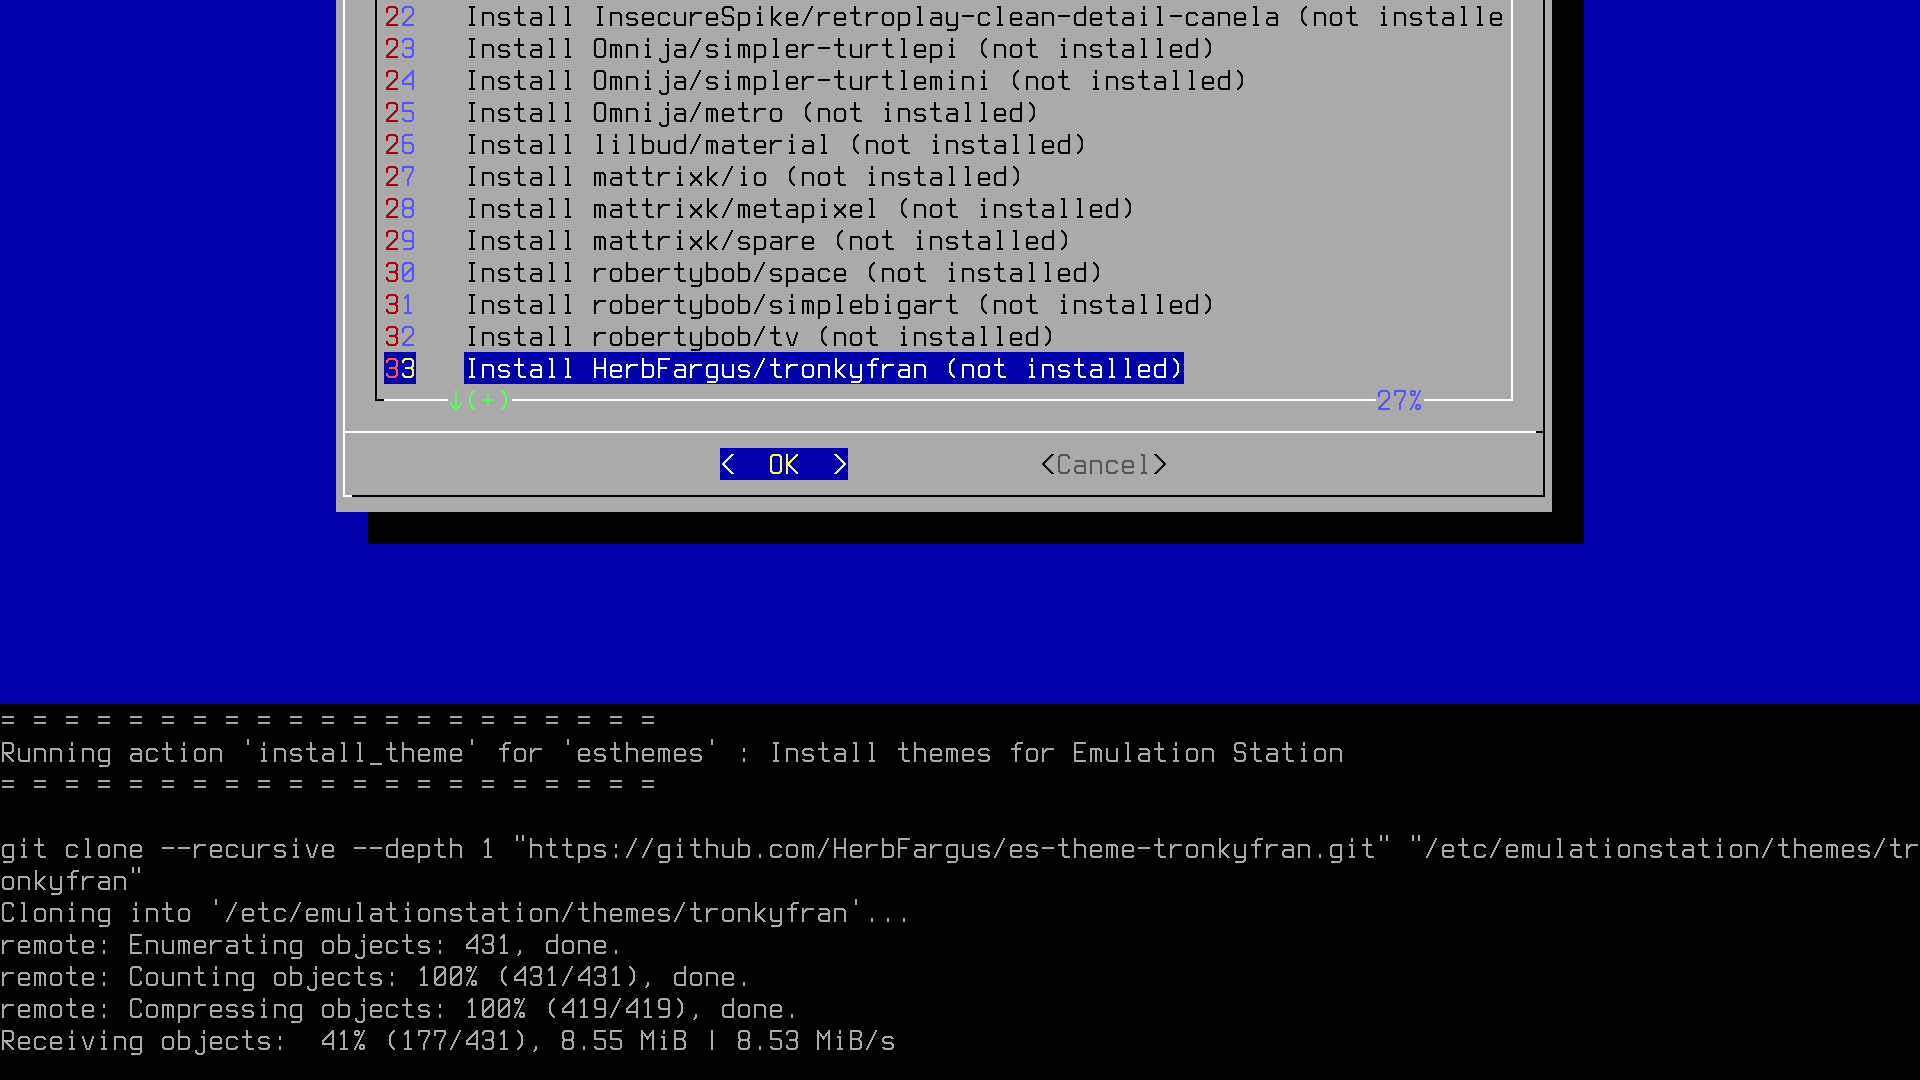 22 Install InsecureSpike/retroplay-clean-detail-canela (not installe
23 Install Omnija/simpler-turtlepi (not installed)
24 Install Omnija/simpler-turtlemini (not installed)
25 Install Omnija/metro (not installed)
26 Install lilbud/material (not installed)
27 Install mattrixk/io (not installed)
28 Install mattrixk/metapixel (not installed)
29 Install mattrixk/spare (not installed)
30 Install robertybob/space (not installed)
31 Install robertybob/simplebigart (not installed)
32 Install robertybob/tv (not installed)
33 Install HerbFargus/tronkyfran (not installed)
↓(+) 27%
< OK > <Cancel>
= = = = = = = = = = = = = = = = = = = = =
Running action 'install_theme' for 'esthemes' : Install themes for Emulation Station
= = = = = = = = = = = = = = = = = = = = =
git clone --recursive --depth 1 "https://github.com/HerbFargus/es-theme-tronkyfran.git" "/etc/emulationstation/themes/tr
onkyfran"
Cloning into '/etc/emulationstation/themes/tronkyfran'...
remote: Enumerating objects: 431, done.
remote: Counting objects: 100% (431/431), done.
remote: Compressing objects: 100% (419/419), done.
Receiving objects:  41% (177/431), 8.55 MiB | 8.53 MiB/s